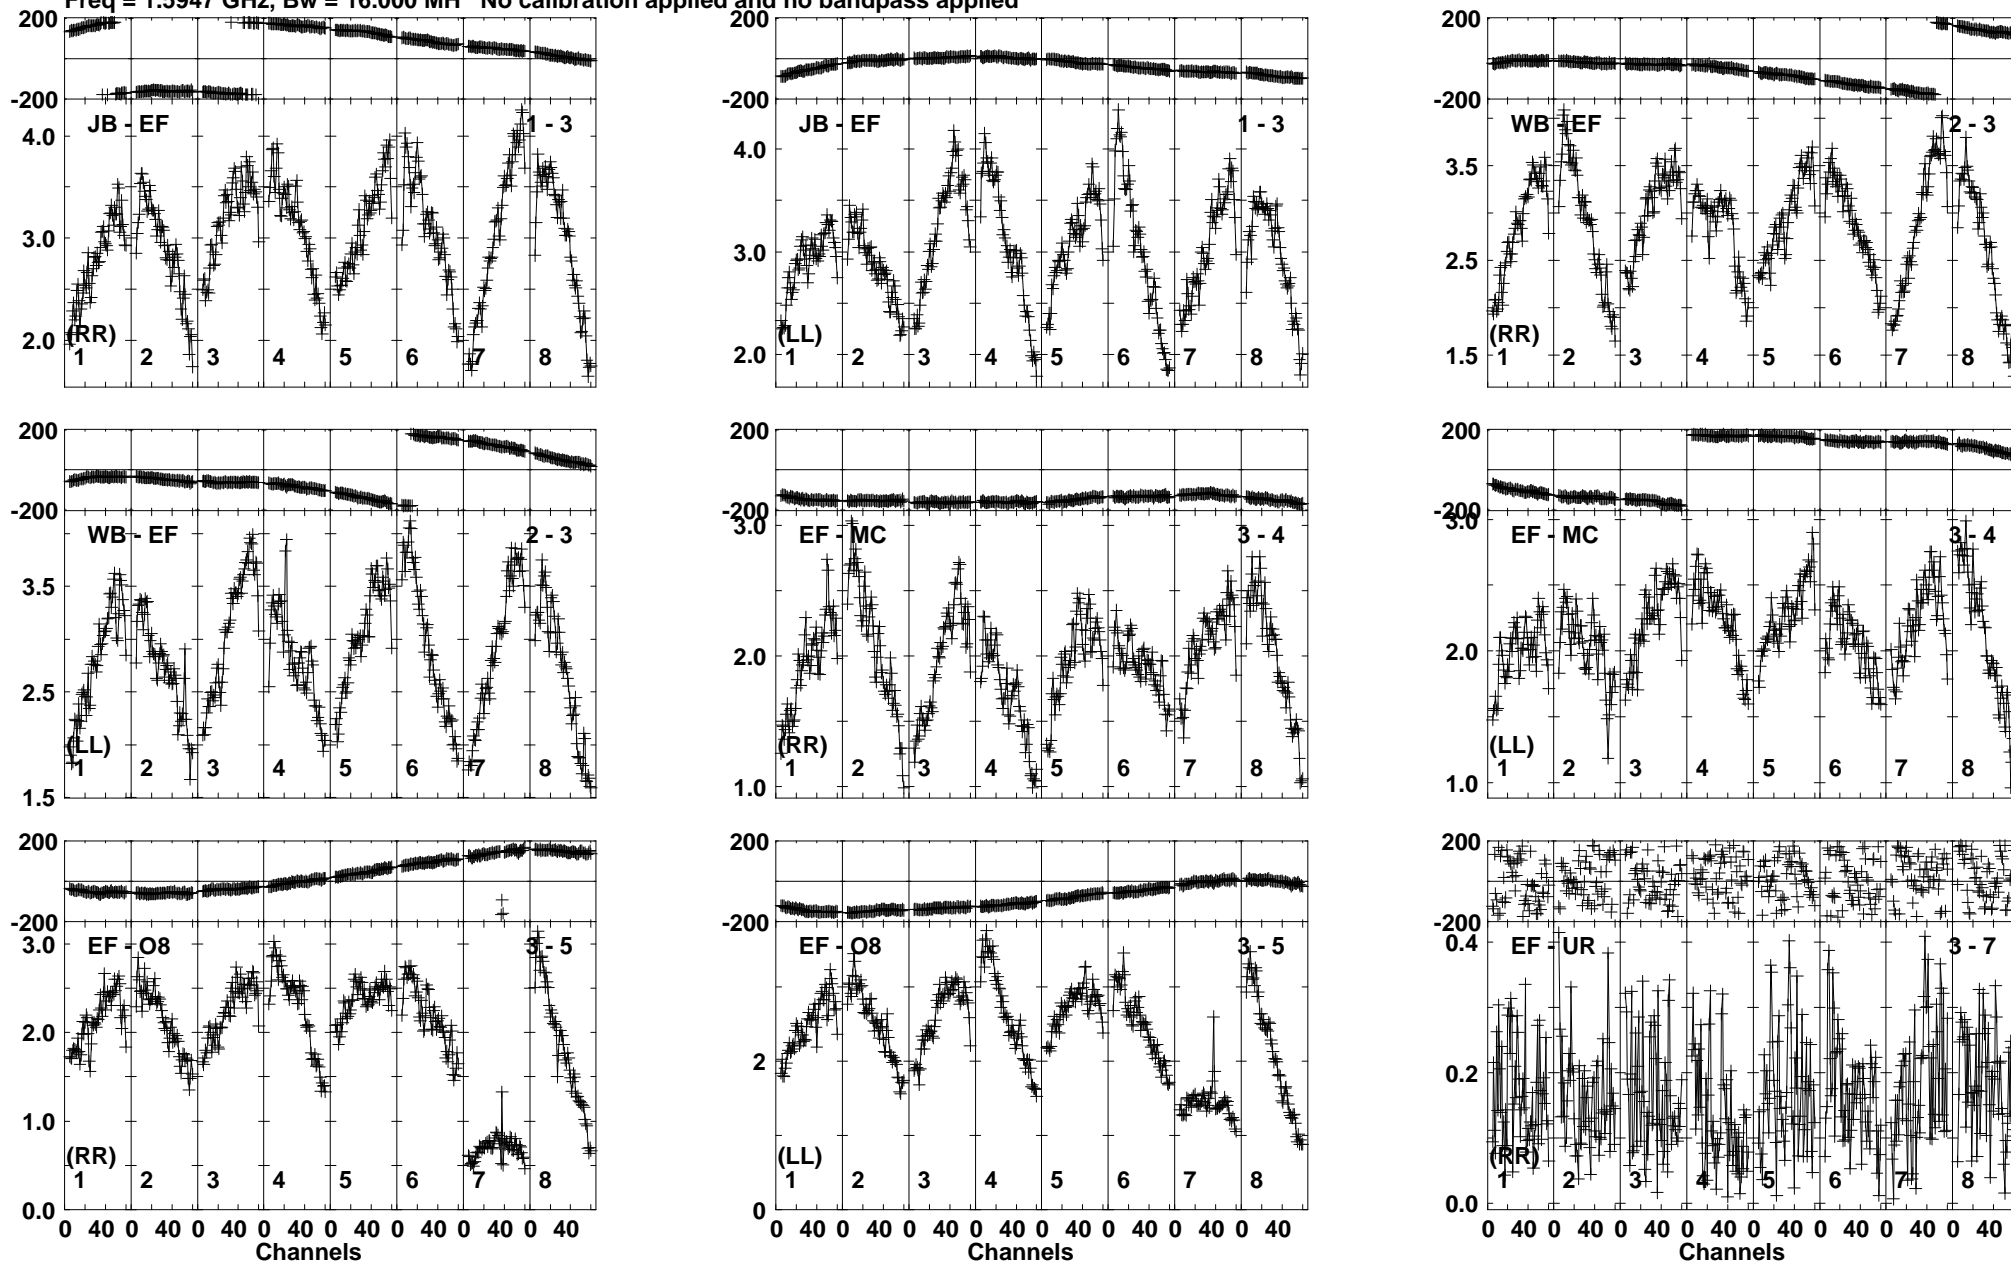 Freq = 1.5947 GHz, Bw = 16.000 MH No calibration applied and no bandpass applied
200
-200
JB - EF
1 - 3
4.0
3.0
2.0
(RR)
1 2 3 4 5 6 7 8
200
-200
JB - EF
1 - 3
4.0
3.0
2.0
(LL)
1 2 3 4 5 6 7 8
200
-200
WB - EF
2 - 3
3.5
2.5
1.5
(RR)
1 2 3 4 5 6 7 8
200
-200
WB - EF
2 - 3
3.5
2.5
1.5
(LL)
1 2 3 4 5 6 7 8
200
-200
3.0
EF - MC
3 - 4
2.0
1.0
(RR)
1 2 3 4 5 6 7 8
200
-200
3.0
EF - MC
3 - 4
2.0
1.0
(LL)
1 2 3 4 5 6 7 8
200
-200
3.0
EF - O8
3 - 5
2.0
1.0
0.0
(RR)
1 2 3 4 5 6 7 8
0 40 0 40 0 40 0 40 0 40 0 40 0 40 0 40
Channels
200
-200
EF - O8
3 - 5
2
0
(LL)
1 2 3 4 5 6 7 8
0 40 0 40 0 40 0 40 0 40 0 40 0 40 0 40
Channels
200
-200
0.4
EF - UR
3 - 7
0.2
0.0
(RR)
1 2 3 4 5 6 7 8
0 40 0 40 0 40 0 40 0 40 0 40 0 40 0 40
Channels